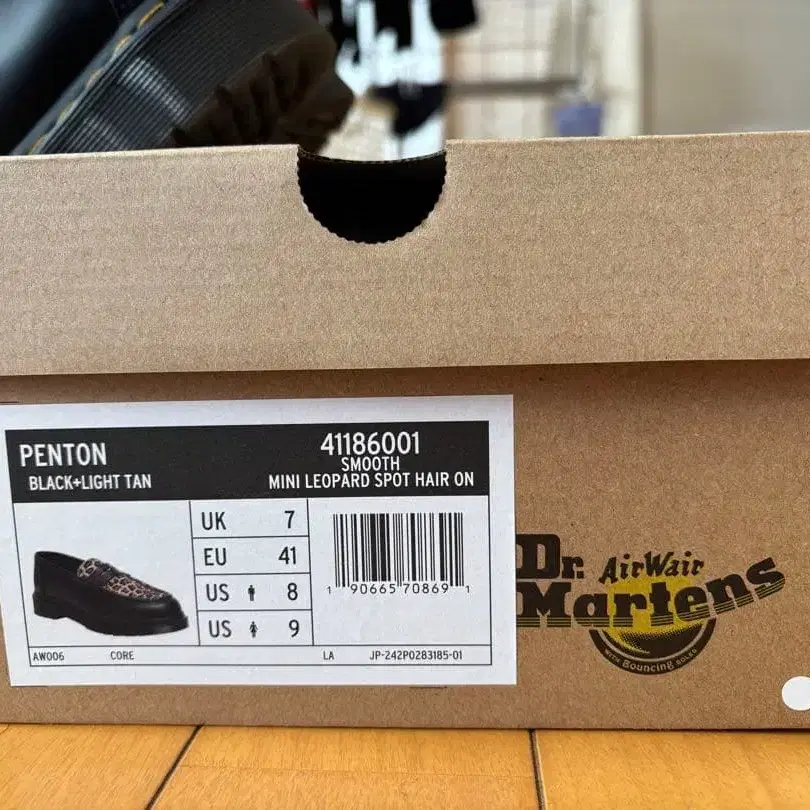 PENTON
BLACK+LIGHT TAN
41186001
SMOOTH
MINI LEOPARD SPOT HAIR ON
UK 7
EU 41
US 8
US 9
1 90665 70869 1
AW006 CORE LA JP-242P0283185-01
Dr. AirWair
Martens
WITH Bouncing SOLES